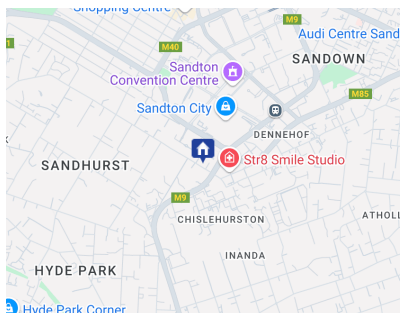 Shopping Centre
M9
Audi Centre Sand
1
M40
SANDOWN
Sandton
Convention Centre
M85
Sandton City
DENNEHOF
Str8 Smile Studio
SANDHURST
M9
CHISLEHURSTON
ATHOLL
INANDA
HYDE PARK
Hyde Park Corner